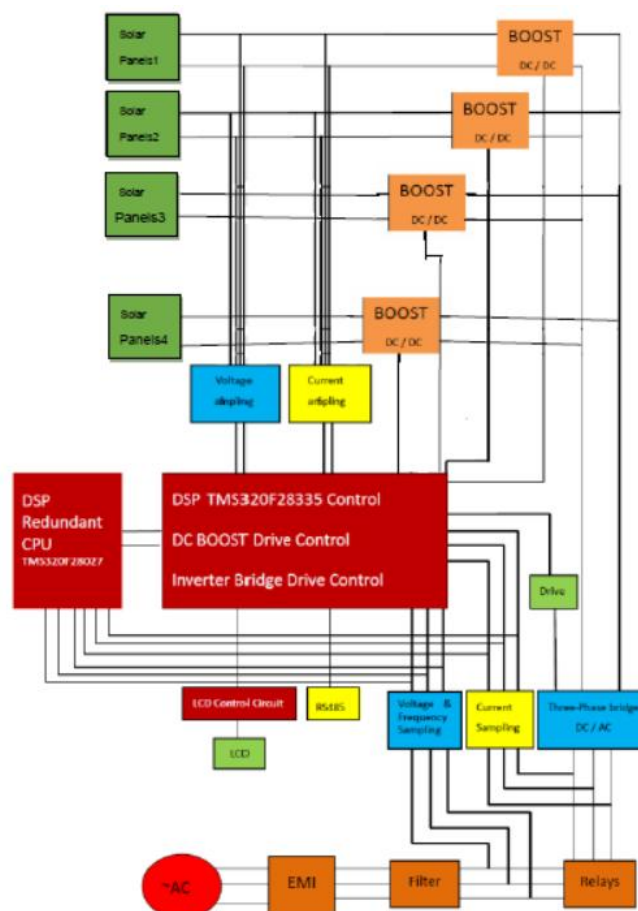 Solar
Panels1
BOOST
DC / DC
Solar
Panels2
BOOST
DC / DC
Solar
Panels3
BOOST
DC / DC
Solar
Panels4
BOOST
DC / DC
Voltage
Current
DSP
Redundant
CPU
TMS320F28027
DSP TMS320F28335 Control
DC BOOST Drive Control
Inverter Bridge Drive Control
Drive
LCD Control Circuit
RS485
Voltage &
Frequency
Sampling
Current
Sampling
Three-Phase bridge
DC / AC
LCD
~AC
EMI
Filter
Relays